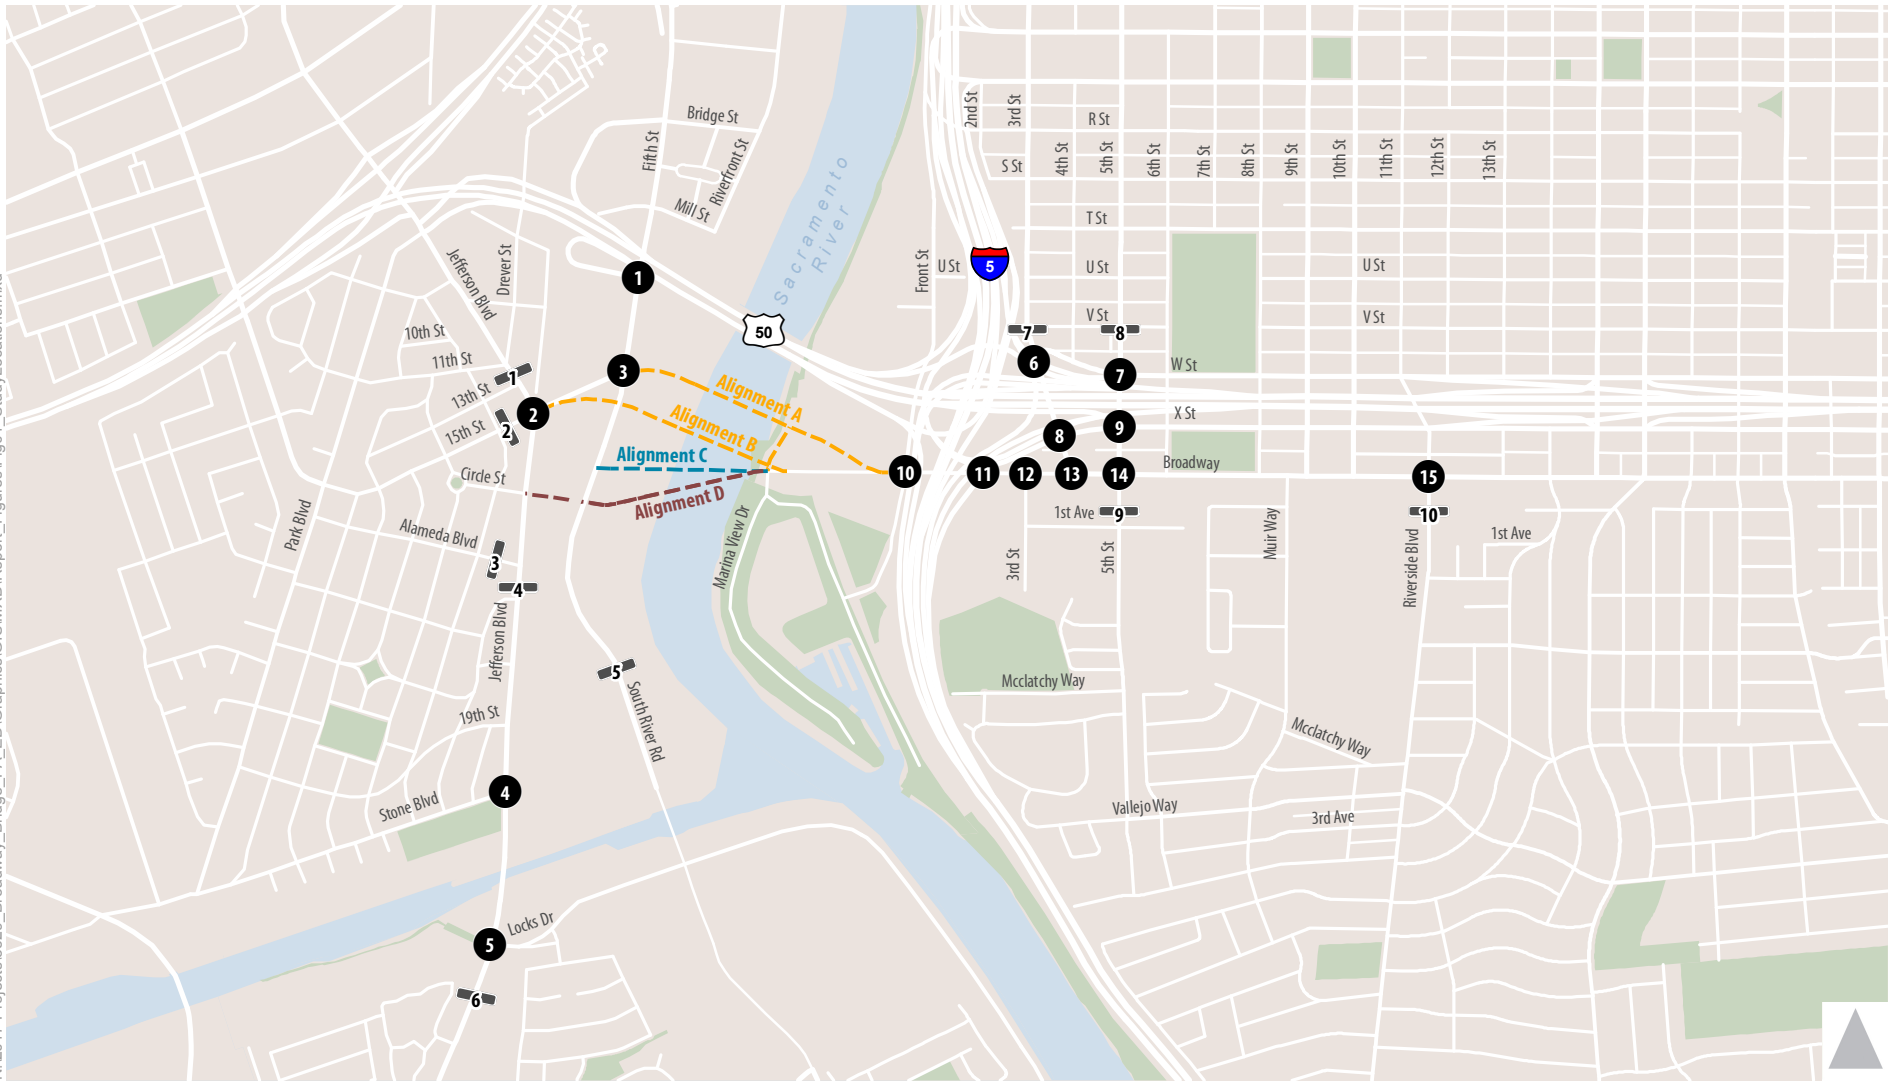 Bridge St
Fifth St
Riverfront St
Mill St
Sacramento
River
2nd St
3rd St
R St
S St
4th St
5th St
6th St
7th St
8th St
9th St
10th St
11th St
12th St
13th St
T St
Front St
U St
5
U St
U St
V St
V St
Jefferson Blvd
Drever St
1
50
10th St
11th St
13th St
15th St
1
2
2
3
Alignment A
Alignment B
Alignment C
Alignment D
7
8
6
7
W St
X St
8
9
Broadway
10
11
12
13
14
15
Circle St
Park Blvd
Alameda Blvd
3
4
Jefferson Blvd
Marina View Dr
1st Ave
9
3rd St
5th St
Muir Way
10
Riverside Blvd
1st Ave
5
South River Rd
19th St
Mcclatchy Way
Mcclatchy Way
4
Stone Blvd
Vallejo Way
3rd Ave
5
Locks Dr
6